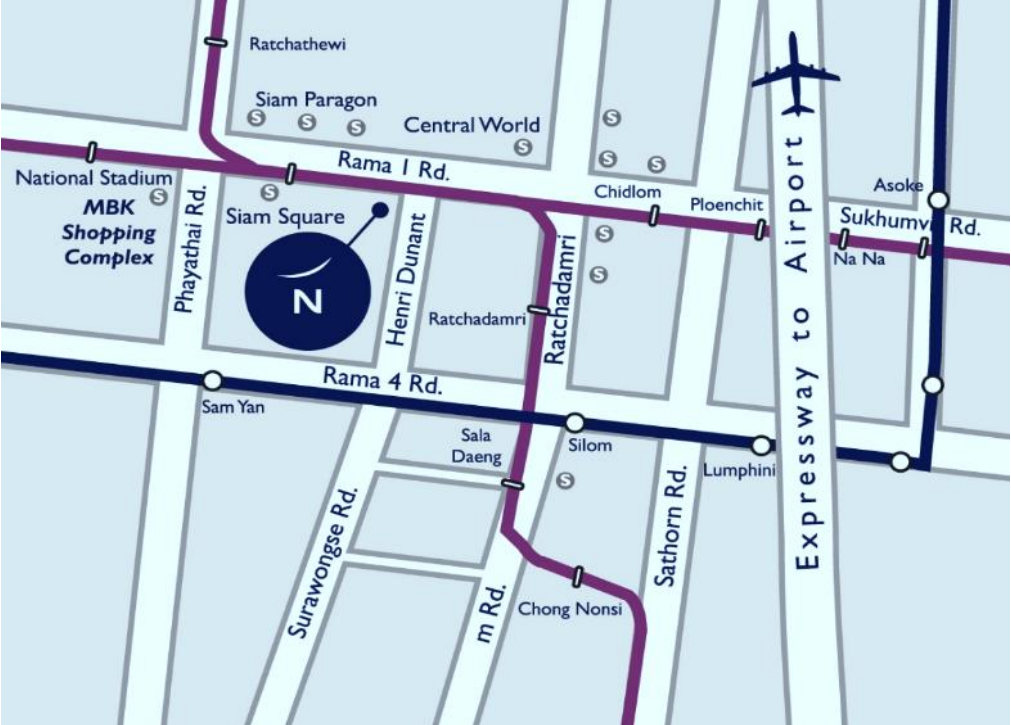 Ratchathewi
Siam Paragon
S S S
Central World
S
S
S S
Rama 1 Rd.
National Stadium
S
MBK
Shopping
Complex
Phayathai Rd.
S
Siam Square
N
Henri Dunant
Chidlom
Ploenchit
Asoke
Sukhumvi Rd.
Na Na
S
S
Ratchadamri
Ratchadamri
Expressway to Airport
Rama 4 Rd.
Sam Yan
Sala
Daeng
Silom
Lumphini
S
Surawongse Rd.
m Rd.
Sathorn Rd.
Chong Nonsi